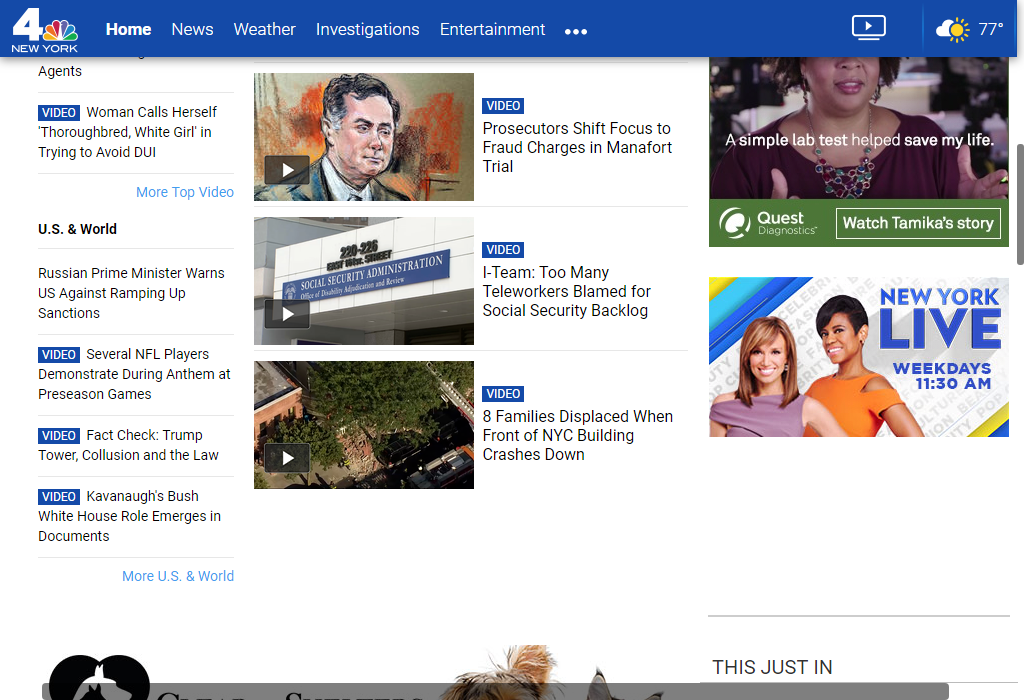 4
NEW YORK
Home
News
Weather
Investigations
Entertainment
77°
Agents
VIDEO Woman Calls Herself
'Thoroughbred, White Girl' in
Trying to Avoid DUI
More Top Video
U.S. & World
Russian Prime Minister Warns
US Against Ramping Up
Sanctions
VIDEO Several NFL Players
Demonstrate During Anthem at
Preseason Games
VIDEO Fact Check: Trump
Tower, Collusion and the Law
VIDEO Kavanaugh's Bush
White House Role Emerges in
Documents
More U.S. & World
VIDEO
Prosecutors Shift Focus to
Fraud Charges in Manafort
Trial
220-226
EAST 161st STREET
SOCIAL SECURITY ADMINISTRATION
Office of Disability Adjudication and Review
VIDEO
I-Team: Too Many
Teleworkers Blamed for
Social Security Backlog
VIDEO
8 Families Displaced When
Front of NYC Building
Crashes Down
A simple lab test helped save my life.
Quest
Diagnostics™
Watch Tamika's story
NEW YORK
LIVE
WEEKDAYS
11:30 AM
THIS JUST IN